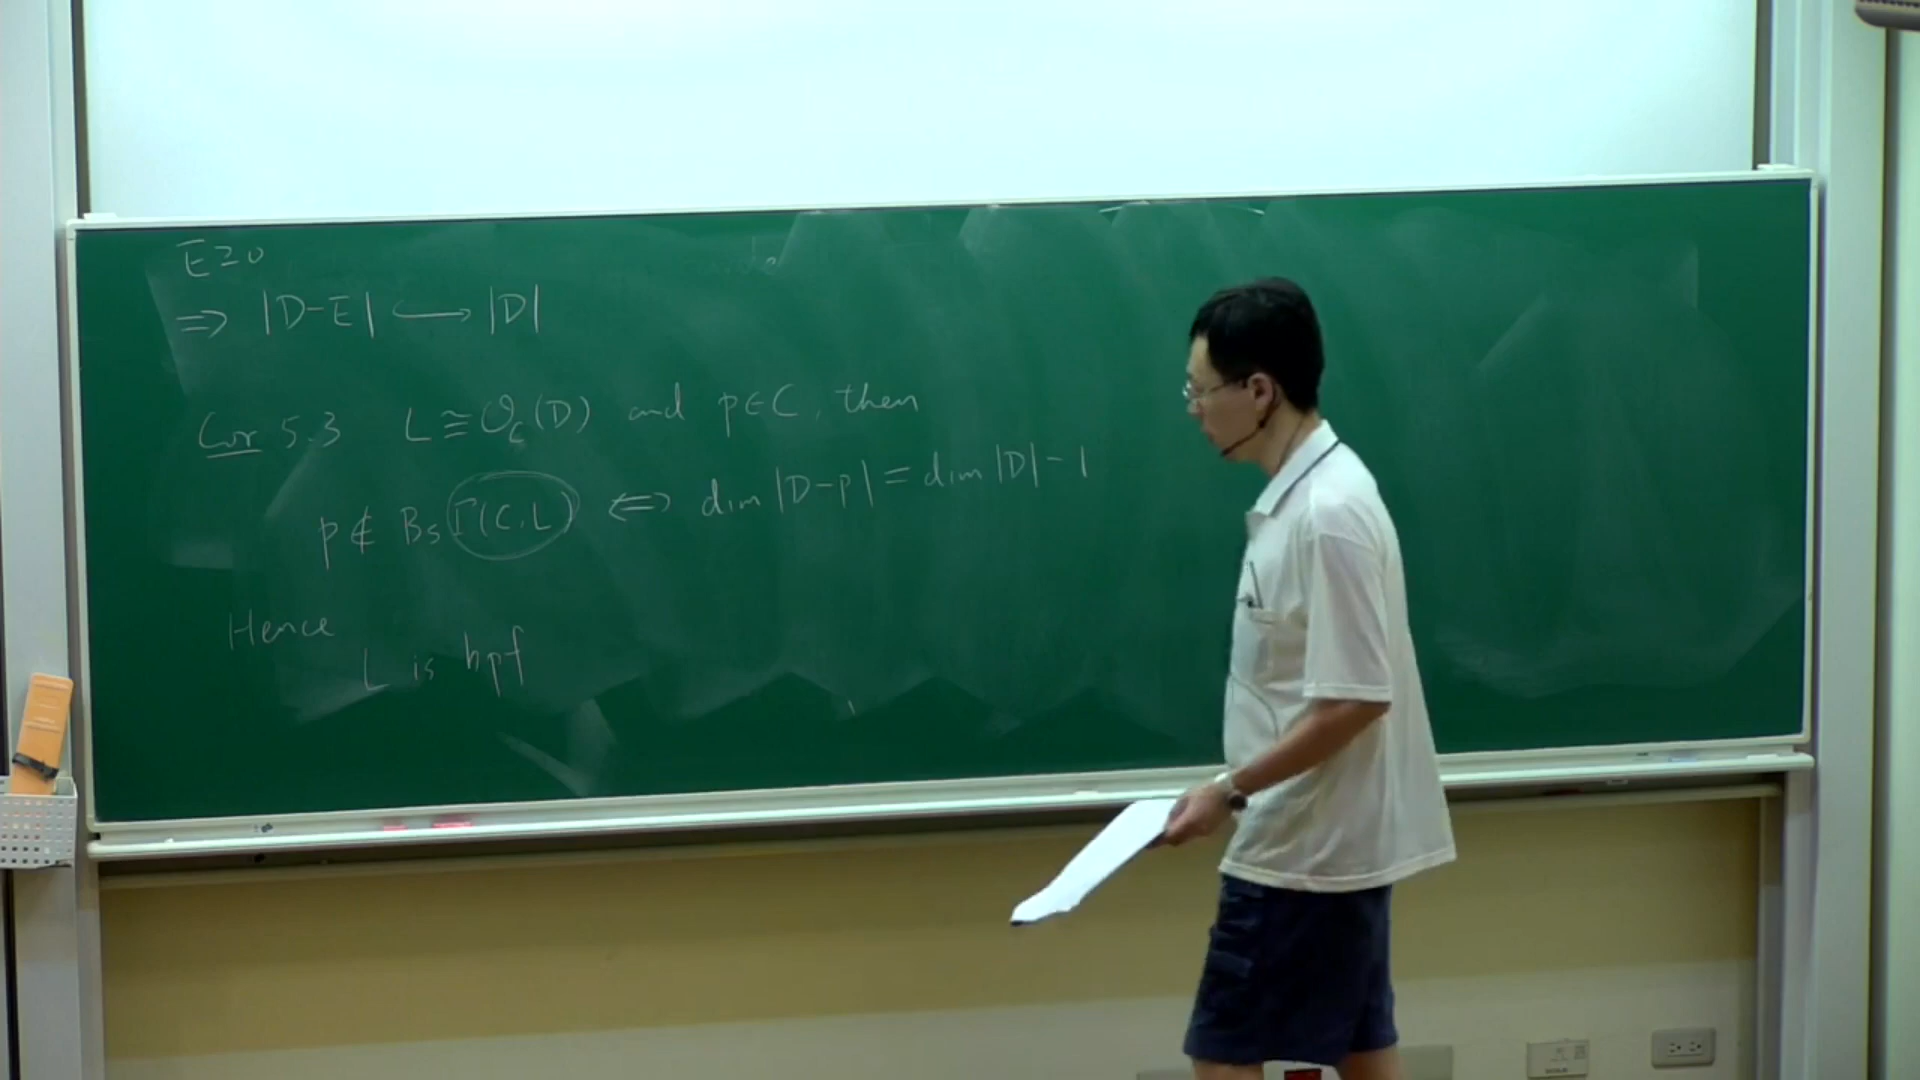 E≥0
⇒ |D-E| ↪ |D|
Cor 5.3 L ≅ O_C(D) and p∈C, then
p ∉ Bs Γ(C,L) ⇔ dim |D-p| = dim |D| - 1
Hence
L is bpf